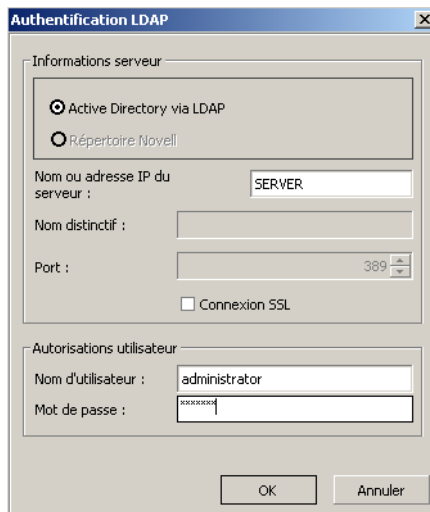 Authentification LDAP
Informations serveur
Active Directory via LDAP
Répertoire Novell
Nom ou adresse IP du
serveur :
SERVER
Nom distinctif :
Port :
389
Connexion SSL
Autorisations utilisateur
Nom d'utilisateur :
administrator
Mot de passe :
*******
OK
Annuler